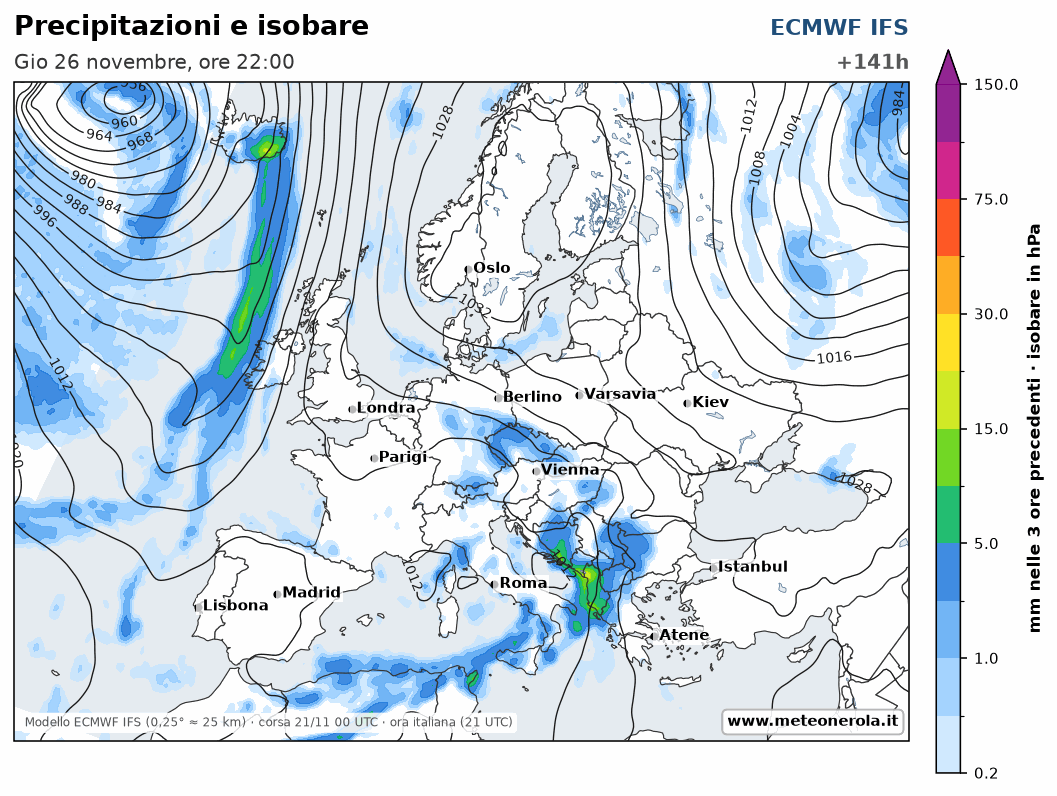 Precipitazioni e isobare
ECMWF IFS
Gio 26 novembre, ore 22:00
+141h
956
960
964
968
980
984
988
996
1012
1028
1012
1004
1008
984
1016
1028
1012
Oslo
Berlino
Varsavia
Kiev
Londra
Parigi
Vienna
Istanbul
Roma
Madrid
Lisbona
Atene
Modello ECMWF IFS (0,25° ≈ 25 km) · corsa 21/11 00 UTC · ora italiana (21 UTC)
www.meteonerola.it
150.0
75.0
30.0
15.0
5.0
1.0
0.2
mm nelle 3 ore precedenti · isobare in hPa